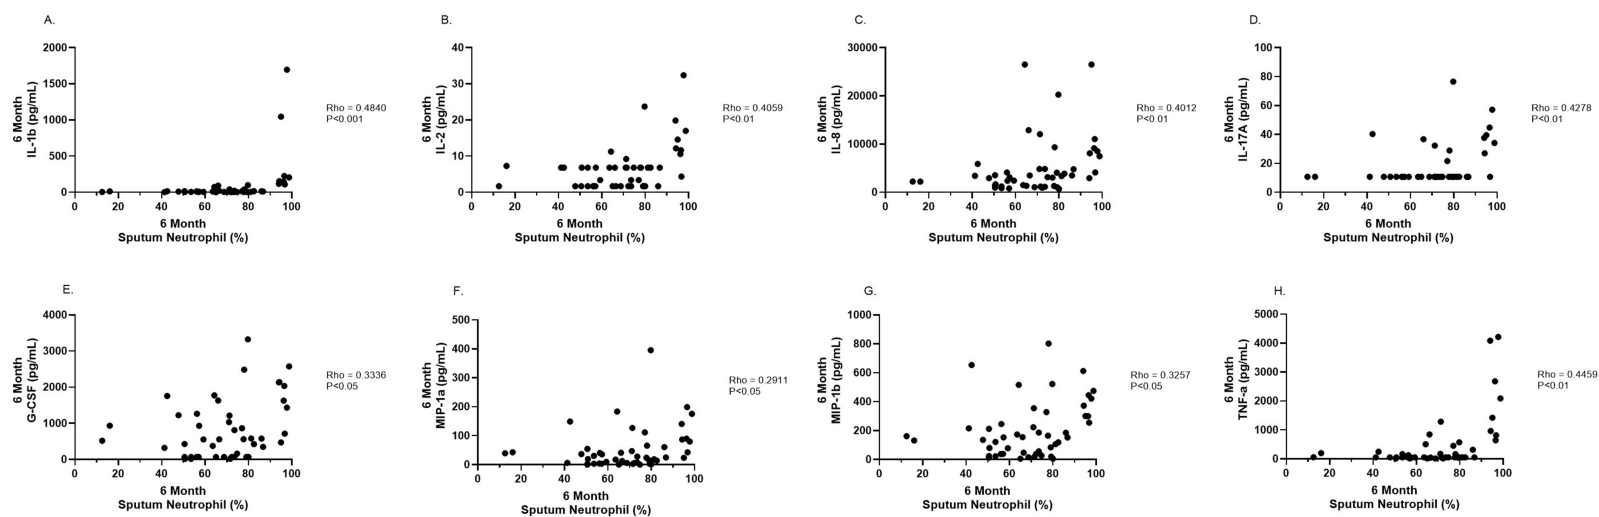 A.
2000
1500
1000
500
0
6 Month
IL-1b (pg/mL)
0 20 40 60 80 100
6 Month
Sputum Neutrophil (%)
Rho = 0.4840
P<0.001
B.
40
30
20
10
0
6 Month
IL-2 (pg/mL)
0 20 40 60 80 100
6 Month
Sputum Neutrophil (%)
Rho = 0.4059
P<0.01
C.
30000
20000
10000
0
6 Month
IL-8 (pg/mL)
0 20 40 60 80 100
6 Month
Sputum Neutrophil (%)
Rho = 0.4012
P<0.01
D.
100
80
60
40
20
0
6 Month
IL-17A (pg/mL)
0 20 40 60 80 100
6 Month
Sputum Neutrophil (%)
Rho = 0.4278
P<0.01
E.
4000
3000
2000
1000
0
6 Month
G-CSF (pg/mL)
0 20 40 60 80 100
6 Month
Sputum Neutrophil (%)
Rho = 0.3336
P<0.05
F.
500
400
300
200
100
0
6 Month
MIP-1a (pg/mL)
0 20 40 60 80 100
6 Month
Sputum Neutrophil (%)
Rho = 0.2911
P<0.05
G.
1000
800
600
400
200
0
6 Month
MIP-1b (pg/mL)
0 20 40 60 80 100
6 Month
Sputum Neutrophil (%)
Rho = 0.3257
P<0.05
H.
5000
4000
3000
2000
1000
0
6 Month
TNF-a (pg/mL)
0 20 40 60 80 100
6 Month
Sputum Neutrophil (%)
Rho = 0.4459
P<0.01